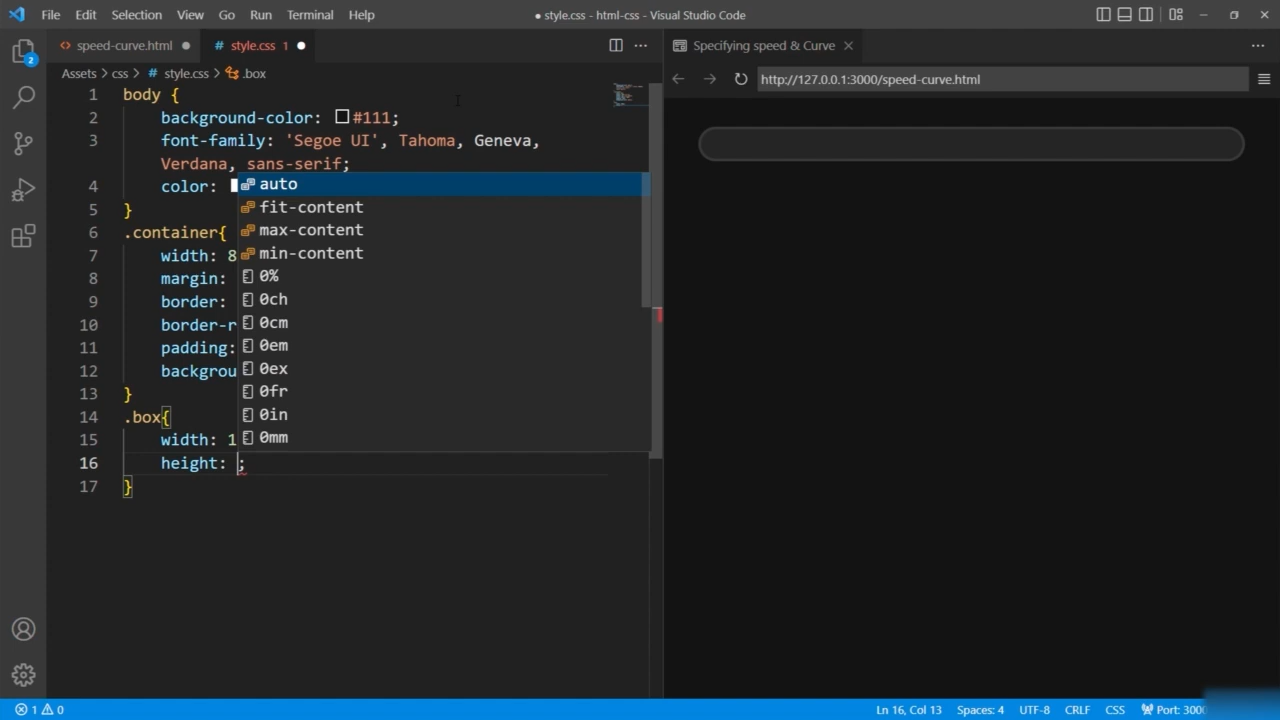 File Edit Selection View Go Run Terminal Help
● style.css - html-css - Visual Studio Code
speed-curve.html ●
# style.css 1 ●
Specifying speed & Curve
Assets > css > # style.css > .box
http://127.0.0.1:3000/speed-curve.html
2
1 body {
2 background-color: #111;
3 font-family: 'Segoe UI', Tahoma, Geneva,
Verdana, sans-serif;
4 color:
5 }
6 .container{
7 width: 8
8 margin:
9 border:
10 border-r
11 padding:
12 backgrou
13 }
14 .box{
15 width: 1
16 height: ;
17 }
auto
fit-content
max-content
min-content
0%
0ch
0cm
0em
0ex
0fr
0in
0mm
1 0
Ln 16, Col 13 Spaces: 4 UTF-8 CRLF CSS Port: 3000